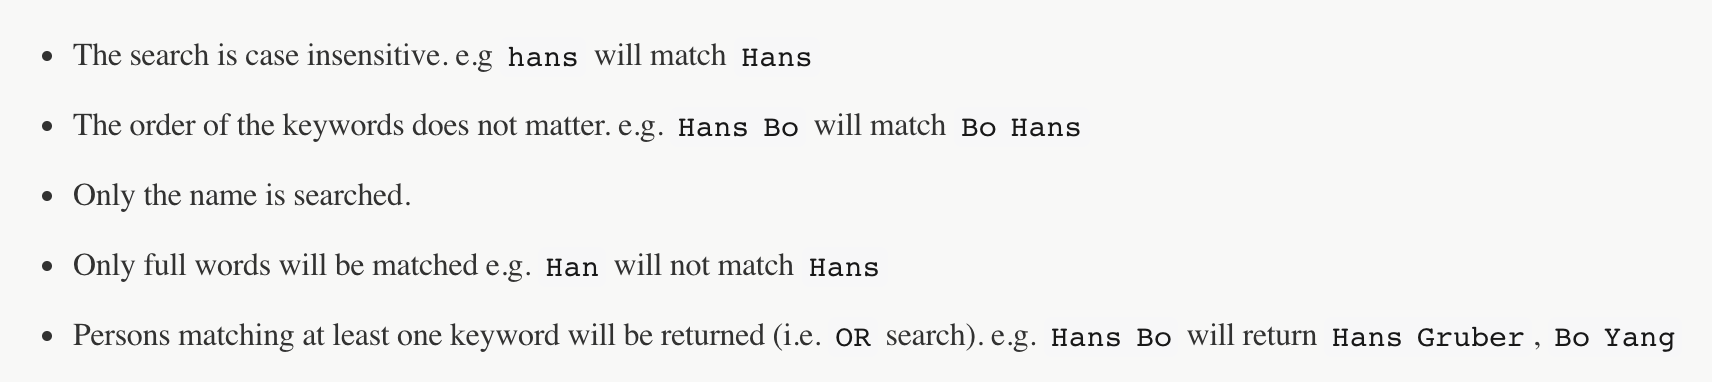 • The search is case insensitive. e.g hans will match Hans
• The order of the keywords does not matter. e.g. Hans Bo will match Bo Hans
• Only the name is searched.
• Only full words will be matched e.g. Han will not match Hans
• Persons matching at least one keyword will be returned (i.e. OR search). e.g. Hans Bo will return Hans Gruber, Bo Yang